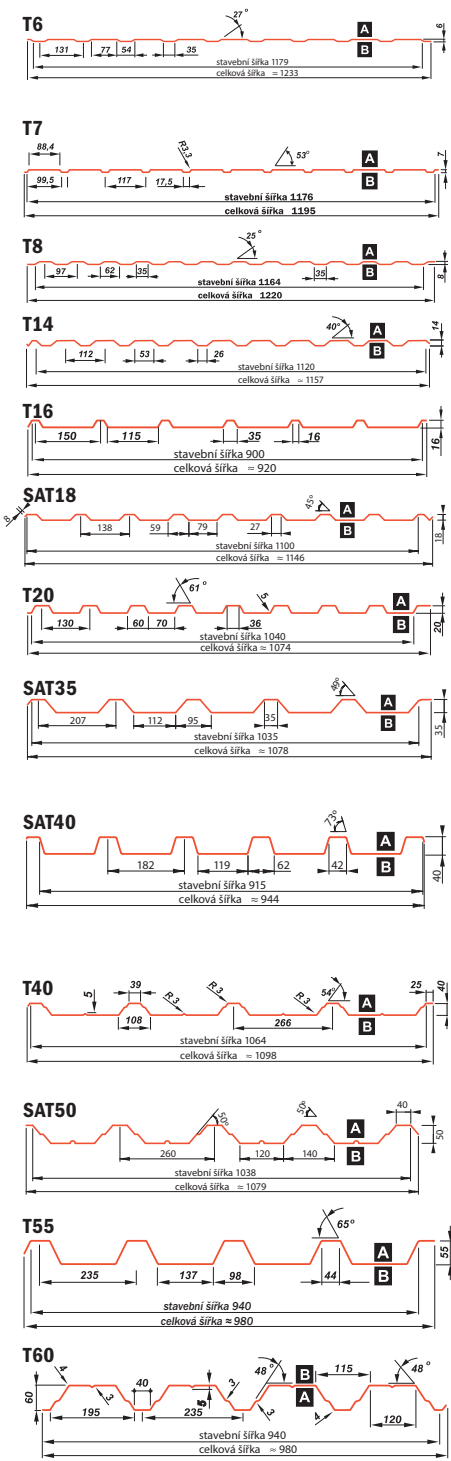 T6
27°
A
B
6
131 77 54 35
stavební šířka 1179
celková šířka ≈ 1233
T7
88,4
R3,3
53°
A
B
7
99,5 117 17,5
stavební šířka 1176
celková šířka 1195
T8
25°
A
B
8
97 62 35 35
stavební šířka 1164
celková šířka 1220
T14
40°
A
B
14
112 53 26
stavební šířka 1120
celková šířka ≈ 1157
T16
A
B
16
150 115 35 16
stavební šířka 900
celková šířka ≈ 920
SAT18
8
45°
A
B
18
138 59 79 27
stavební šířka 1100
celková šířka ≈ 1146
T20
61°
5
A
B
20
130 60 70 36
stavební šířka 1040
celková šířka ≈ 1074
SAT35
49°
A
B
35
207 112 95 35
stavební šířka 1035
celková šířka ≈ 1078
SAT40
73°
A
B
40
182 119 62 42
stavební šířka 915
celková šířka ≈ 944
T40
5
39
R 3
R 3
54°
25
40
A
B
108 266
stavební šířka 1064
celková šířka ≈ 1098
SAT50
50°
50°
40
50
A
B
260 120 140
stavební šířka 1038
celková šířka ≈ 1079
T55
65°
A
B
55
235 137 98 44
stavební šířka 940
celková šířka ≈ 980
T60
4
40
3
48°
B
A
115
48°
60
3
5
3
4
195 235 120
stavební šířka 940
celková šířka ≈ 980